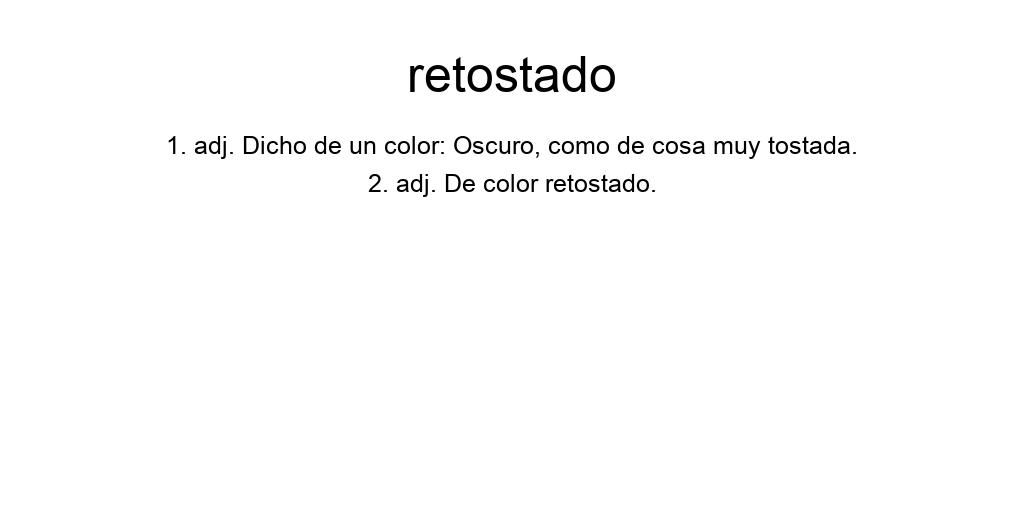 retostado
1. adj. Dicho de un color: Oscuro, como de cosa muy tostada.
2. adj. De color retostado.